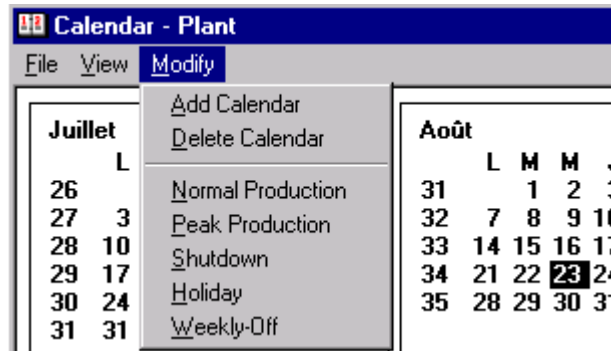 Calendar - Plant
File View Modify
Add Calendar
Delete Calendar
Normal Production
Peak Production
Shutdown
Holiday
Weekly-Off
Juillet
L
26
27 3
28 10
29 17
30 24
31 31
Août
L M M
31 1 2
32 7 8 9
33 14 15 16
34 21 22 23
35 28 29 30